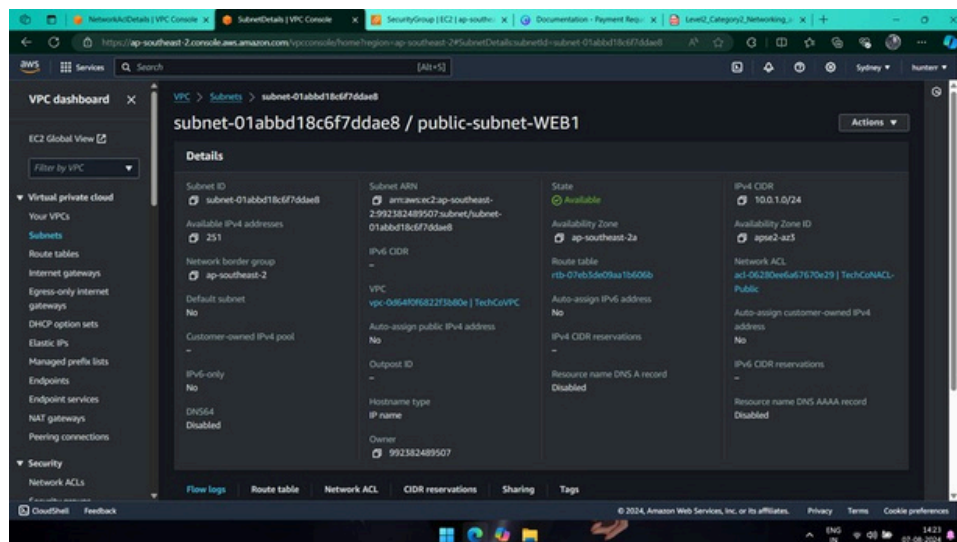 NetworkAclDetails | VPC Console
SubnetDetails | VPC Console
SecurityGroup | EC2 | ap-southe
Documentation - Payment Requ
Level2_Category2_Networking_
https://ap-southeast-2.console.aws.amazon.com/vpcconsole/home?region=ap-southeast-2#SubnetDetails:subnetId=subnet-01abbd18c6f7ddae8
aws
Services
Search
[Alt+S]
Sydney
hunterr
VPC dashboard
EC2 Global View
Filter by VPC
Virtual private cloud
Your VPCs
Subnets
Route tables
Internet gateways
Egress-only internet
gateways
DHCP option sets
Elastic IPs
Managed prefix lists
Endpoints
Endpoint services
NAT gateways
Peering connections
Security
Network ACLs
VPC > Subnets > subnet-01abbd18c6f7ddae8
subnet-01abbd18c6f7ddae8 / public-subnet-WEB1
Actions
Details
Subnet ID
subnet-01abbd18c6f7ddae8
Available IPv4 addresses
251
Network border group
ap-southeast-2
Default subnet
No
Customer-owned IPv4 pool
–
IPv6-only
No
DNS64
Disabled
Subnet ARN
arn:aws:ec2:ap-southeast-
2:992382489507:subnet/subnet-
01abbd18c6f7ddae8
IPv6 CIDR
–
VPC
vpc-0d64f0f6822f3b80e | TechCoVPC
Auto-assign public IPv4 address
No
Outpost ID
–
Hostname type
IP name
Owner
992382489507
State
Available
Availability Zone
ap-southeast-2a
Route table
rtb-07eb3de09aa1b606b
Auto-assign IPv6 address
No
IPv4 CIDR reservations
–
Resource name DNS A record
Disabled
IPv4 CIDR
10.0.1.0/24
Availability Zone ID
apse2-az3
Network ACL
acl-06280ee6a67670e29 | TechCoNACL-
Public
Auto-assign customer-owned IPv4
address
No
IPv6 CIDR reservations
–
Resource name DNS AAAA record
Disabled
Flow logs
Route table
Network ACL
CIDR reservations
Sharing
Tags
CloudShell
Feedback
© 2024, Amazon Web Services, Inc. or its affiliates.
Privacy
Terms
Cookie preferences
ENG
IN
14:23
07-08-2024